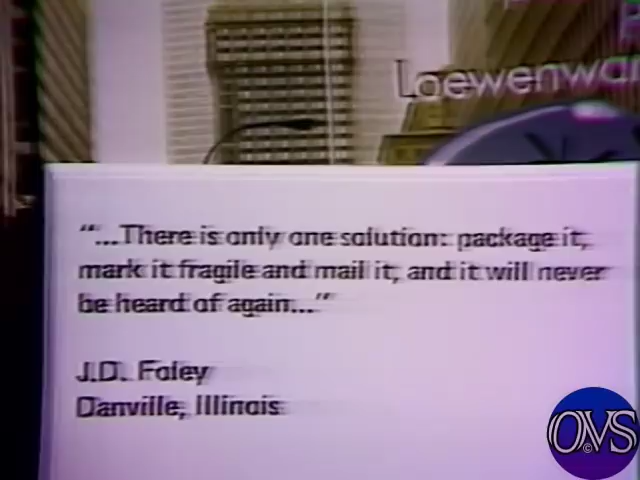 Loewenwar
"...There is only one solution: package it,
mark it fragile and mail it, and it will never
be heard of again..."
J.D. Foley
Danville, Illinois
OVS
©